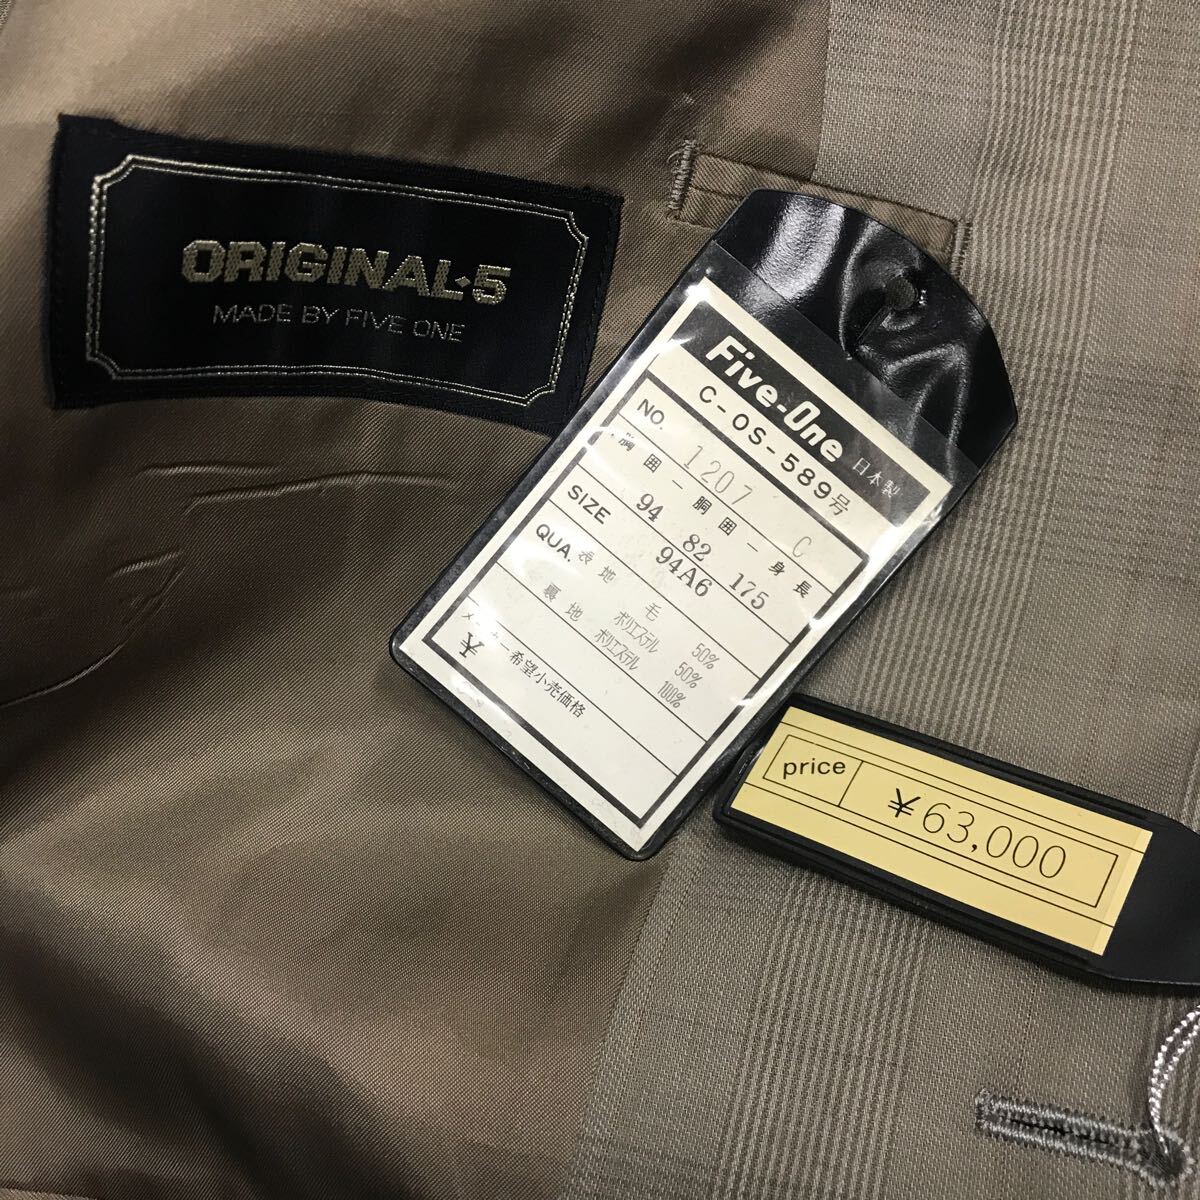 ORIGINAL·5
MADE BY FIVE ONE
Five-One 日本製
C-OS-589号
NO. 1207 C
胸囲－胴囲－身長
94 82 175
SIZE 94A6
QUA. 表地 毛 50%
ポリエステル 50%
裏地 ポリエステル 100%
メーカー希望小売価格
¥
price ¥63,000